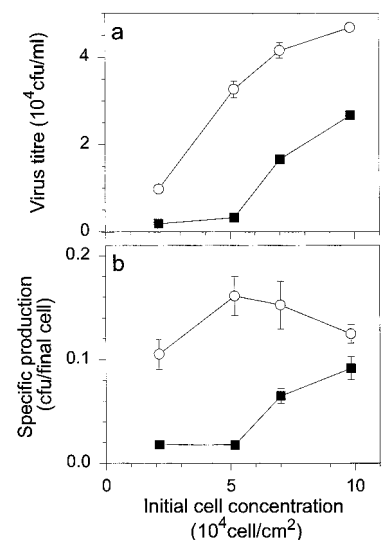 a
Virus titre (10⁴cfu/ml)
4
2
0
b
Specific production
(cfu/final cell)
0.2
0.1
0.0
0
5
10
Initial cell concentration
(10⁴cell/cm²)